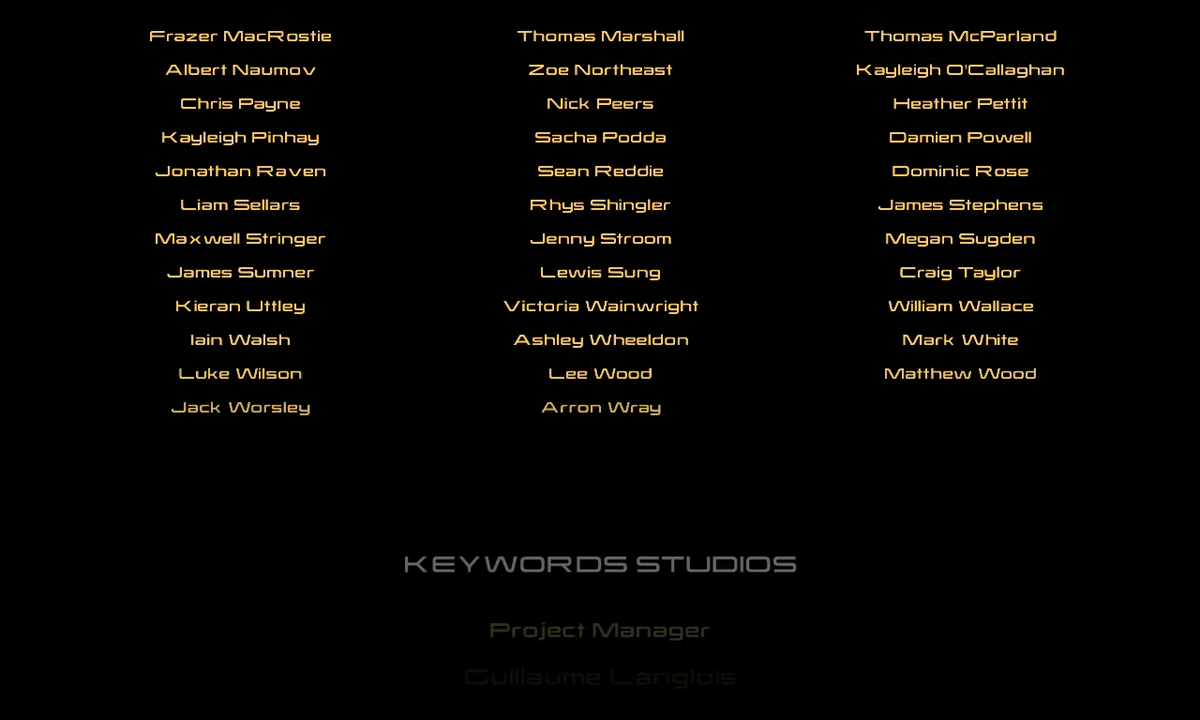 Frazer MacRostie Thomas Marshall Thomas McParland
Albert Naumov Zoe Northeast Kayleigh O'Callaghan
Chris Payne Nick Peers Heather Pettit
Kayleigh Pinhay Sacha Podda Damien Powell
Jonathan Raven Sean Reddie Dominic Rose
Liam Sellars Rhys Shingler James Stephens
Maxwell Stringer Jenny Stroom Megan Sugden
James Sumner Lewis Sung Craig Taylor
Kieran Uttley Victoria Wainwright William Wallace
Iain Walsh Ashley Wheeldon Mark White
Luke Wilson Lee Wood Matthew Wood
Jack Worsley Arron Wray
KEYWORDS STUDIOS
Project Manager
Guillaume Langlois